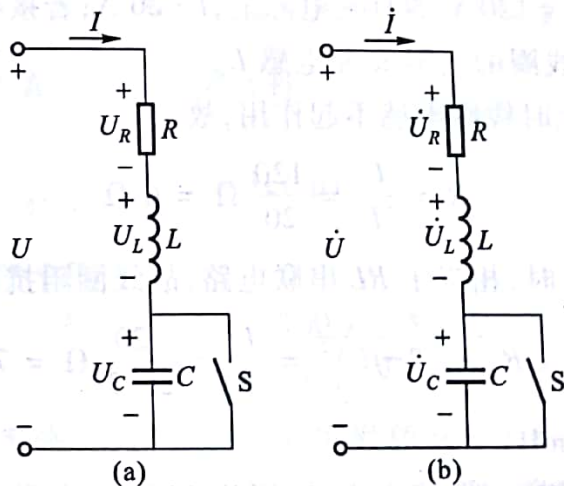 I
İ
+
+
+
+
U_R R
U̇_R R
−
−
+
+
U_L L
U̇_L L
U
U̇
−
−
+
+
U_C C S
U̇_C C S
−
−
−
−
(a)
(b)